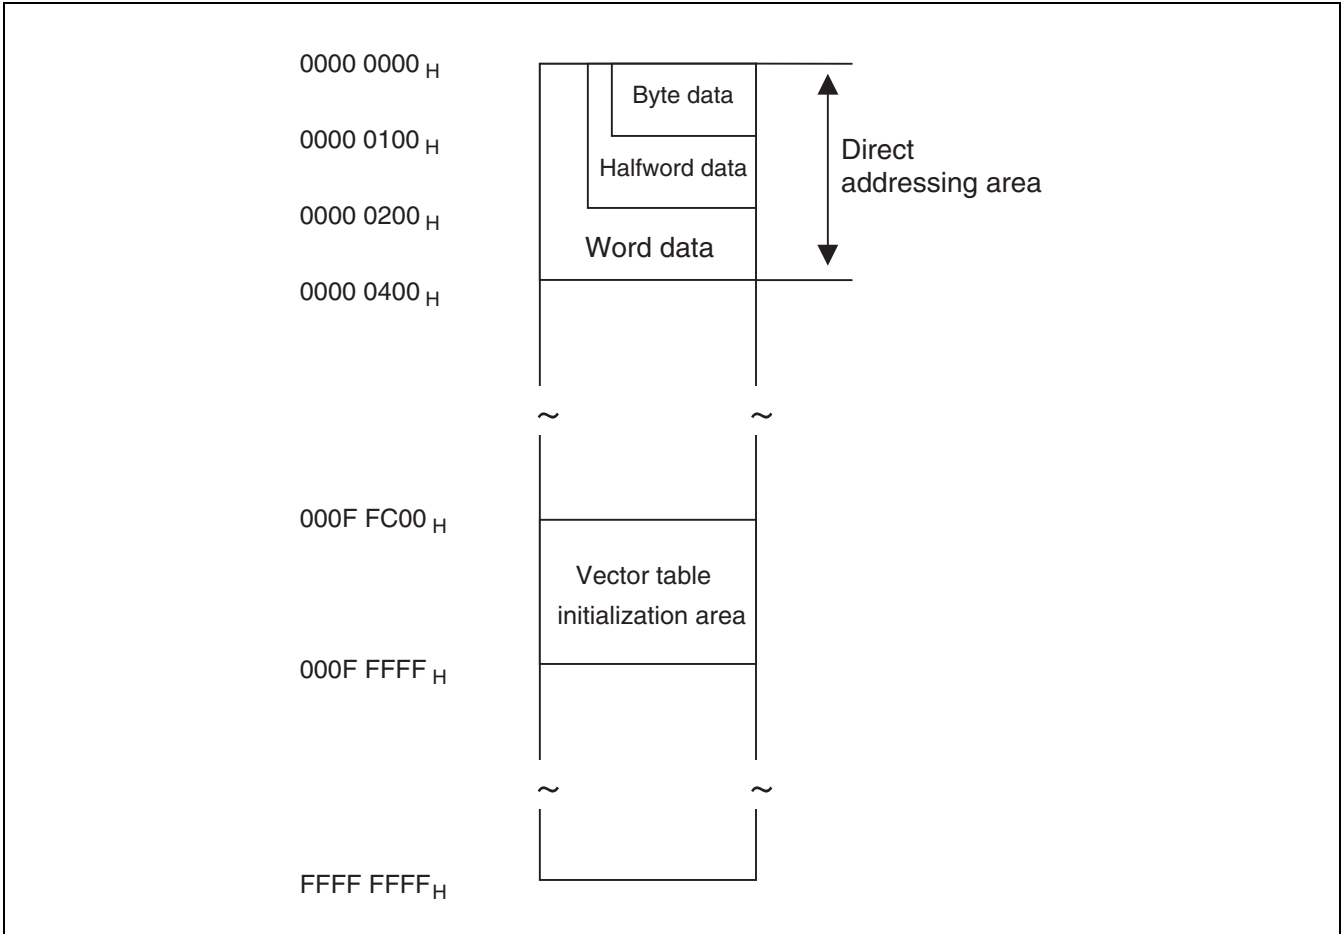 0000 0000 H
Byte data
0000 0100 H
Direct
addressing area
Halfword data
0000 0200 H
Word data
0000 0400 H
~ ~
000F FC00 H
Vector table
initialization area
000F FFFF H
~ ~
FFFF FFFF H